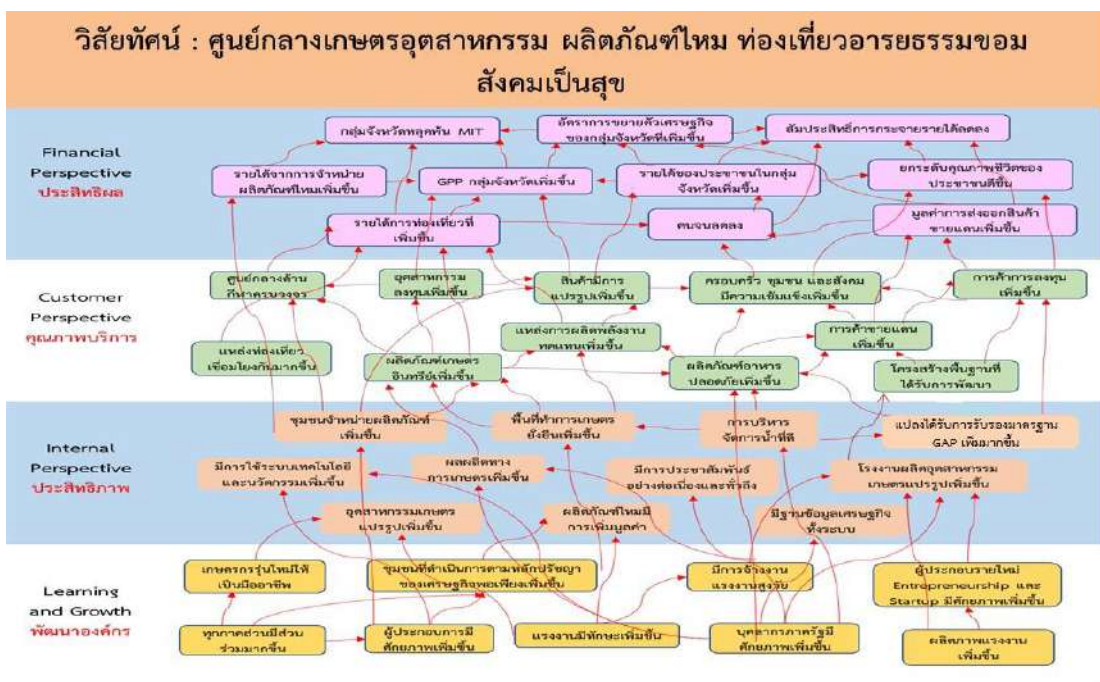 วิสัยทัศน์ : ศูนย์กลางเกษตรอุตสาหกรรม ผลิตภัณฑ์ไหม ท่องเที่ยวอารยธรรมขอม
สังคมเป็นสุข
Financial
Perspective
ประสิทธิผล
กลุ่มจังหวัดหลุดพ้น MIT
อัตราการขยายตัวเศรษฐกิจ
ของกลุ่มจังหวัดที่เพิ่มขึ้น
สัมประสิทธิ์การกระจายรายได้ลดลง
รายได้จากการจำหน่าย
ผลิตภัณฑ์ไหมเพิ่มขึ้น
GPP กลุ่มจังหวัดเพิ่มขึ้น
รายได้ของประชาชนในกลุ่ม
จังหวัดเพิ่มขึ้น
ยกระดับคุณภาพชีวิตของ
ประชาชนดีขึ้น
รายได้การท่องเที่ยวที่
เพิ่มขึ้น
คนจนลดลง
มูลค่าการส่งออกสินค้า
ชายแดนเพิ่มขึ้น
Customer
Perspective
คุณภาพบริการ
ศูนย์กลางด้าน
กีฬาครบวงจร
อุตสาหกรรม
ลงทุนเพิ่มขึ้น
สินค้ามีการ
แปรรูปเพิ่มขึ้น
ครอบครัว ชุมชน และสังคม
มีความเข้มแข็งเพิ่มขึ้น
การค้าการลงทุน
เพิ่มขึ้น
แหล่งท่องเที่ยว
เชื่อมโยงกันมากขึ้น
ผลิตภัณฑ์เกษตร
อินทรีย์เพิ่มขึ้น
แหล่งการผลิตพลังงาน
ทดแทนเพิ่มขึ้น
ผลิตภัณฑ์อาหาร
ปลอดภัยเพิ่มขึ้น
การค้าชายแดน
เพิ่มขึ้น
โครงสร้างพื้นฐานที่
ได้รับการพัฒนา
Internal
Perspective
ประสิทธิภาพ
ชุมชนจำหน่ายผลิตภัณฑ์
เพิ่มขึ้น
พื้นที่ทำการเกษตร
ยั่งยืนเพิ่มขึ้น
การบริหาร
จัดการน้ำที่ดี
แปลงได้รับการรับรองมาตรฐาน
GAP เพิ่มมากขึ้น
มีการใช้ระบบเทคโนโลยี
และนวัตกรรมเพิ่มขึ้น
ผลผลิตทาง
การเกษตรเพิ่มขึ้น
มีการประชาสัมพันธ์
อย่างต่อเนื่องและทั่วถึง
โรงงานผลิตอุตสาหกรรม
เกษตรแปรรูปเพิ่มขึ้น
อุตสาหกรรมเกษตร
แปรรูปเพิ่มขึ้น
ผลิตภัณฑ์ไหมมี
การเพิ่มมูลค่า
มีฐานข้อมูลเศรษฐกิจ
ทั้งระบบ
Learning
and Growth
พัฒนาองค์กร
เกษตรกรรุ่นใหม่ให้
เป็นมืออาชีพ
ชุมชนที่ดำเนินการตามหลักปรัชญา
ของเศรษฐกิจพอเพียงเพิ่มขึ้น
มีการจ้างงาน
แรงงานสูงวัย
ผู้ประกอบรายใหม่
Entrepreneurship และ
Startup มีศักยภาพเพิ่มขึ้น
ทุกภาคส่วนมีส่วน
ร่วมมากขึ้น
ผู้ประกอบการมี
ศักยภาพเพิ่มขึ้น
แรงงานมีทักษะเพิ่มขึ้น
บุคลากรภาครัฐมี
ศักยภาพเพิ่มขึ้น
ผลิตภาพแรงงาน
เพิ่มขึ้น